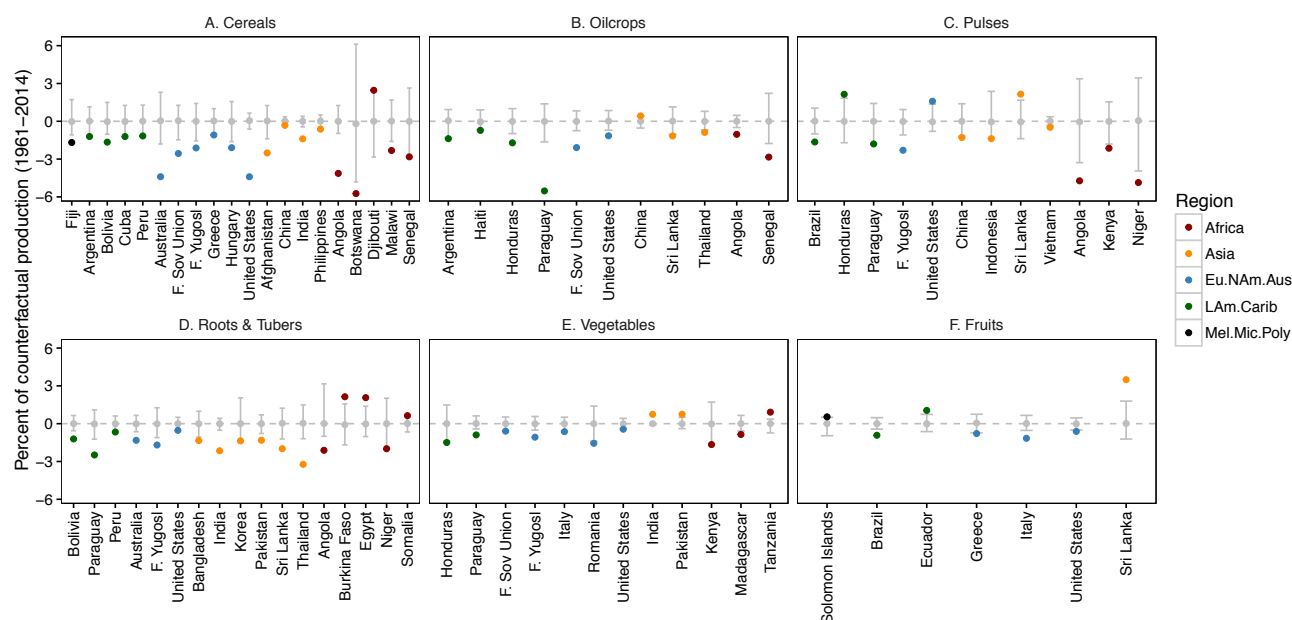 A. Cereals
B. Oilcrops
C. Pulses
Percent of counterfactual production (1961−2014)
6
3
0
−3
−6
Fiji
Argentina
Bolivia
Cuba
Peru
Australia
F. Sov Union
F. Yugosl
Greece
Hungary
United States
Afghanistan
China
India
Philippines
Angola
Botswana
Djibouti
Malawi
Senegal
Argentina
Haiti
Honduras
Paraguay
F. Sov Union
United States
China
Sri Lanka
Thailand
Angola
Senegal
Brazil
Honduras
Paraguay
F. Yugosl
United States
China
Indonesia
Sri Lanka
Vietnam
Angola
Kenya
Niger
Region
Africa
Asia
Eu.NAm.Aus
LAm.Carib
Mel.Mic.Poly
D. Roots & Tubers
E. Vegetables
F. Fruits
6
3
0
−3
−6
Bolivia
Paraguay
Peru
Australia
F. Yugosl
United States
Bangladesh
India
Korea
Pakistan
Sri Lanka
Thailand
Angola
Burkina Faso
Egypt
Niger
Somalia
Honduras
Paraguay
F. Sov Union
F. Yugosl
Italy
Romania
United States
India
Pakistan
Kenya
Madagascar
Tanzania
Solomon Islands
Brazil
Ecuador
Greece
Italy
United States
Sri Lanka